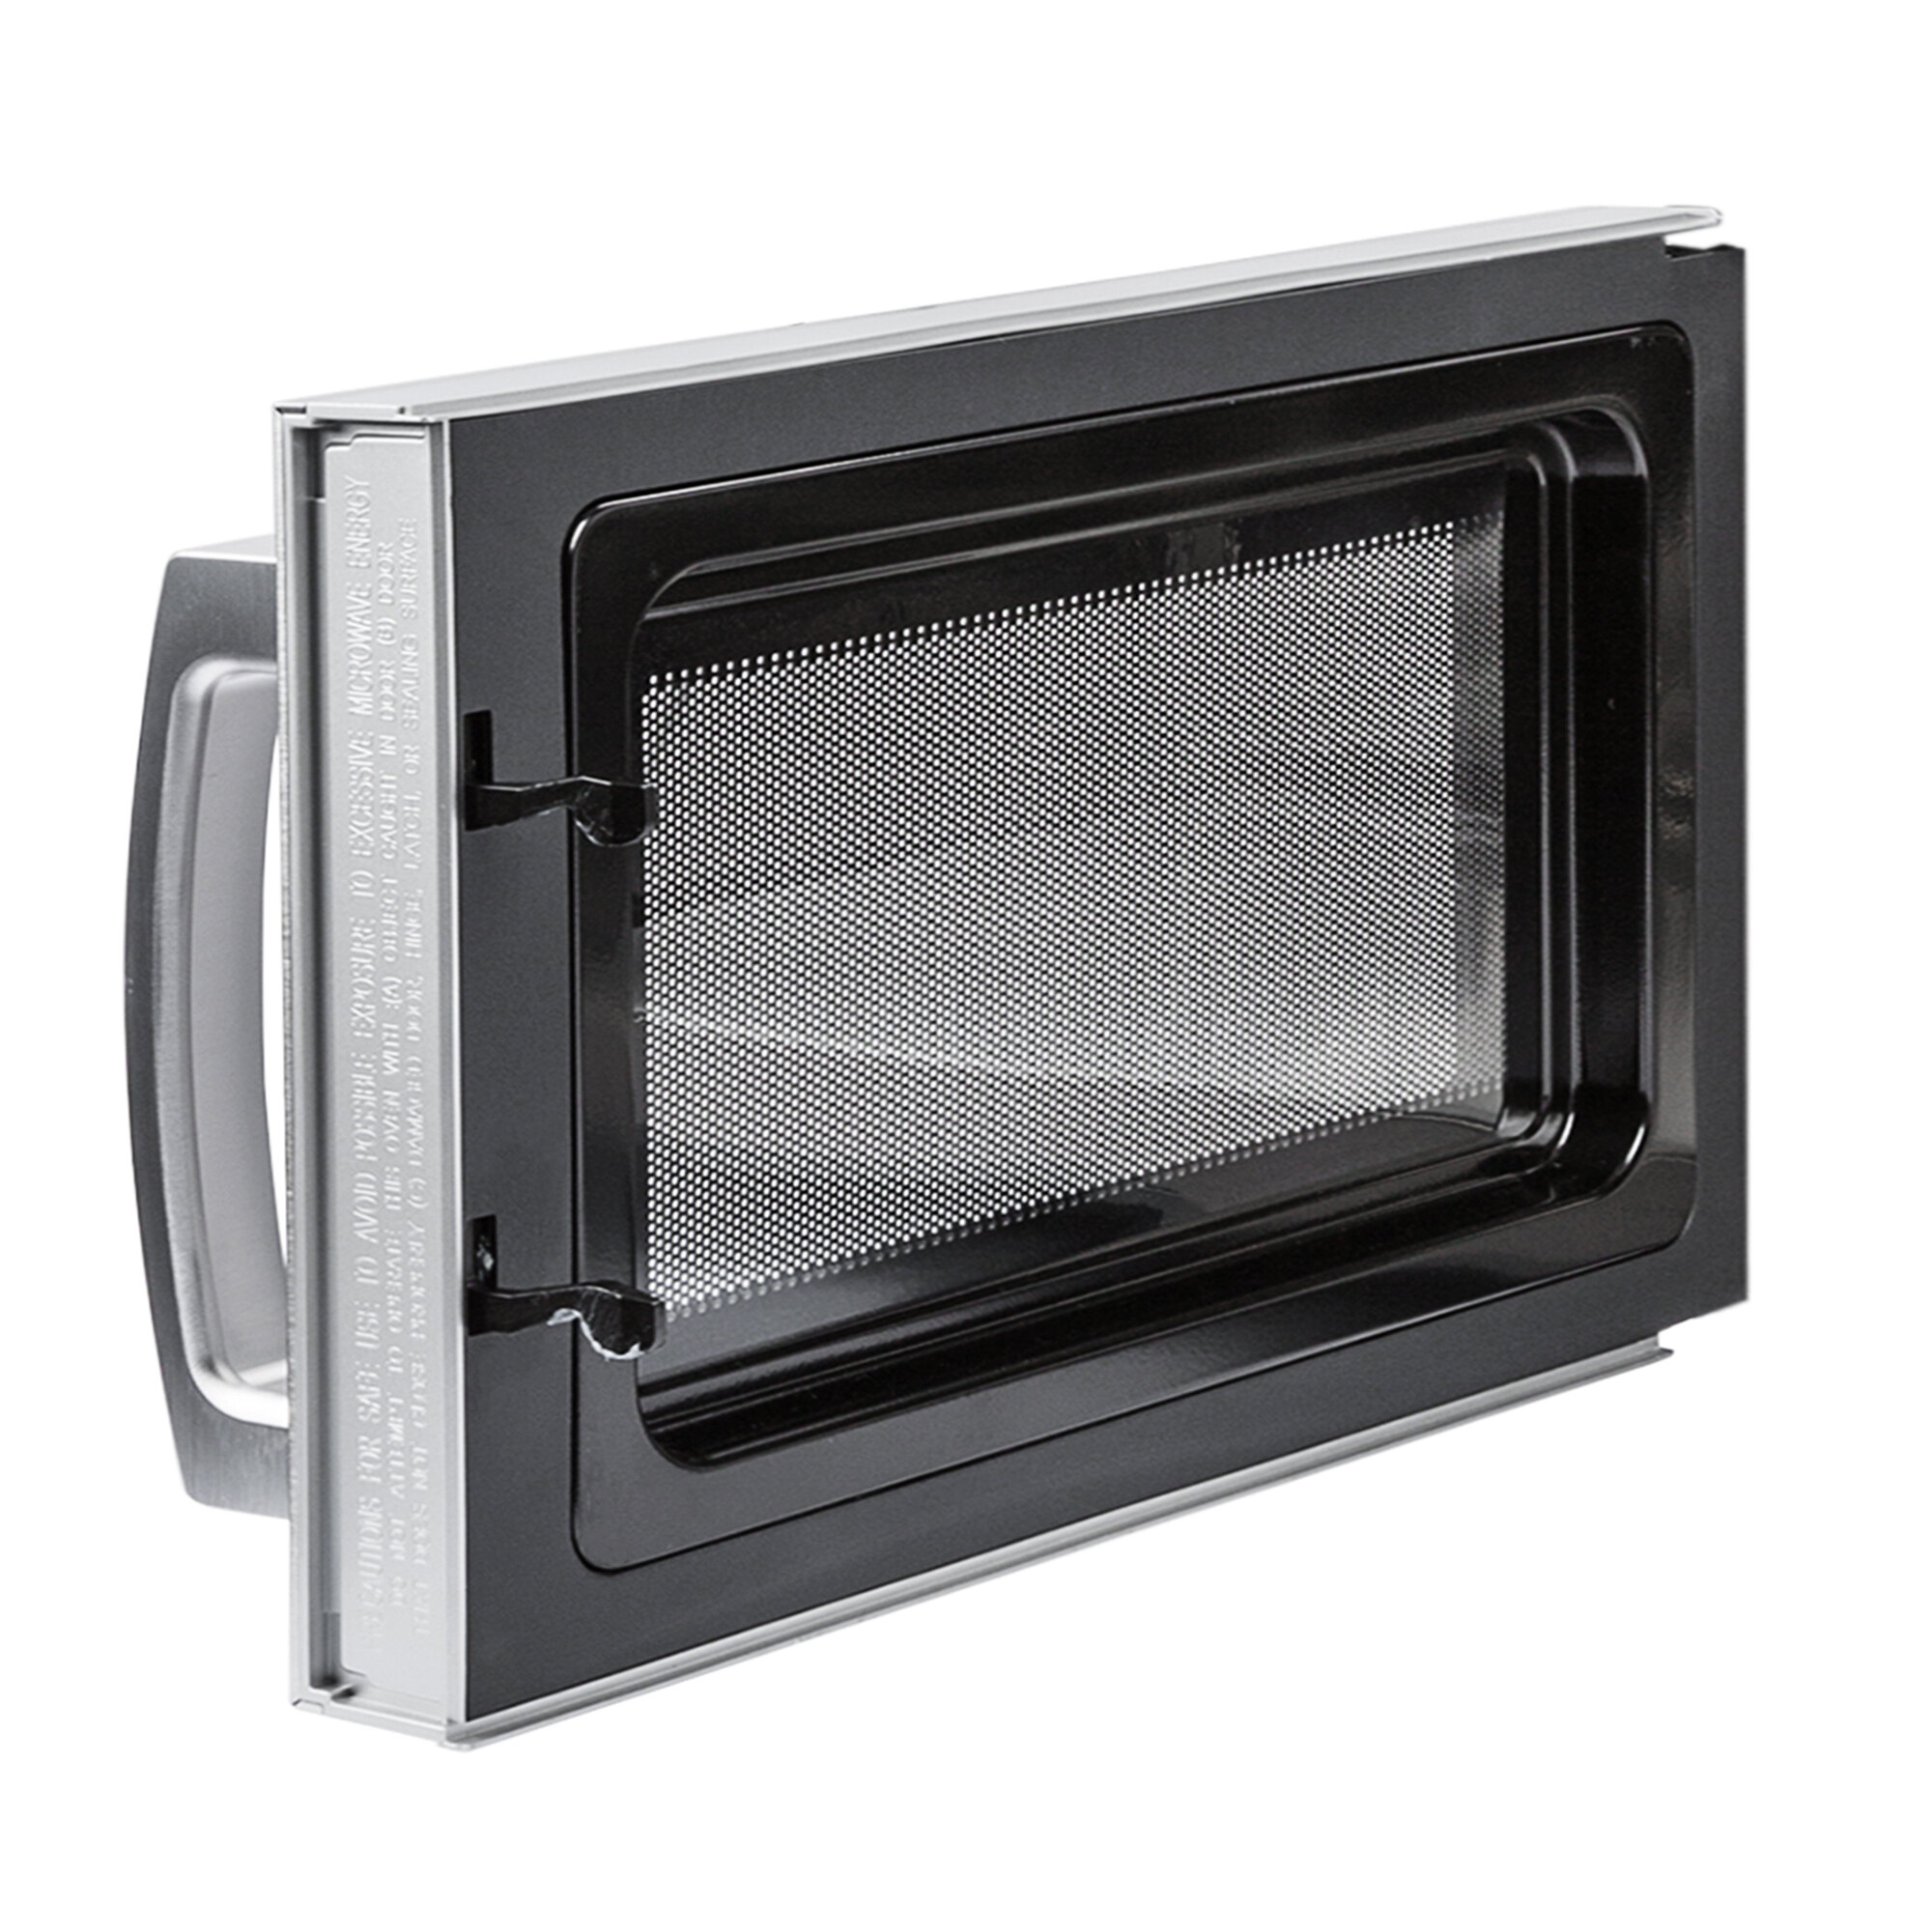 PRECAUTIONS FOR SAFE USE TO AVOID POSSIBLE EXPOSURE TO EXCESSIVE MICROWAVE ENERGY
DO NOT ATTEMPT TO OPERATE THIS OVEN WITH (A) OBJECT CAUGHT IN DOOR (B) DOOR
THAT DOES NOT CLOSE PROPERLY (C) DAMAGED DOOR, HINGE, LATCH, OR SEALING SURFACE